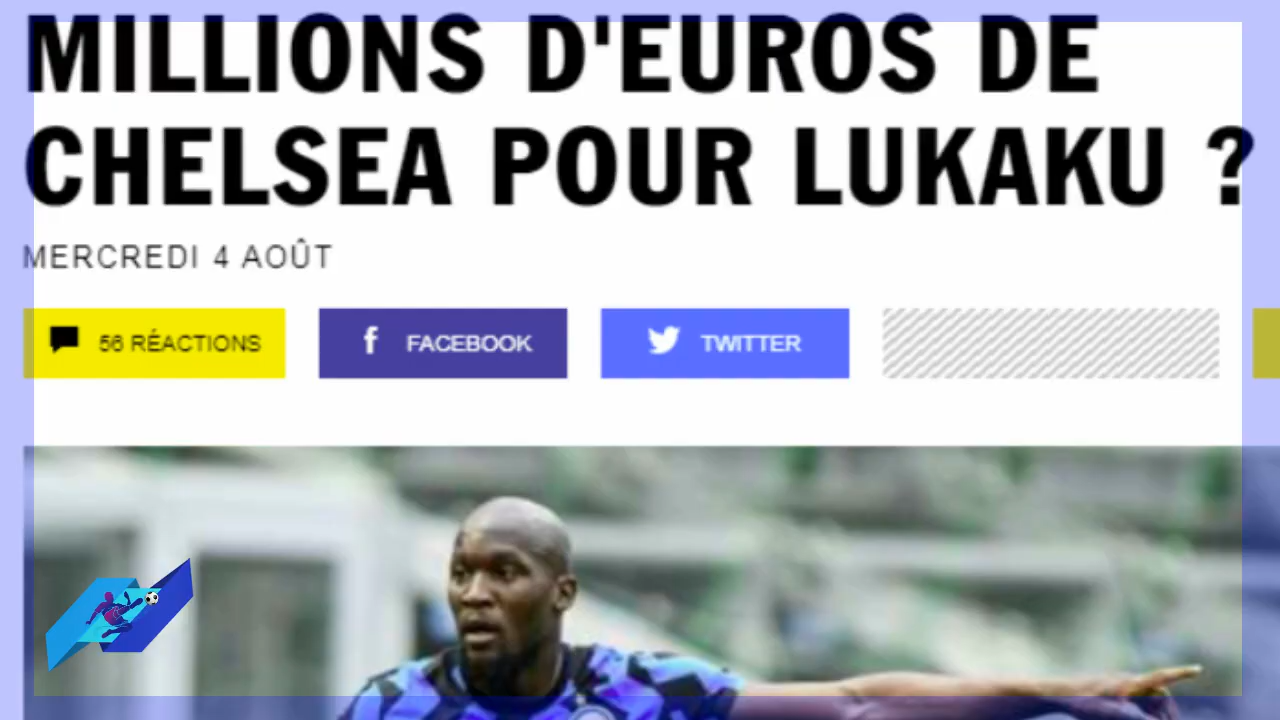 MILLIONS D'EUROS DE
CHELSEA POUR LUKAKU ?
MERCREDI 4 AOÛT
56 RÉACTIONS
FACEBOOK
TWITTER